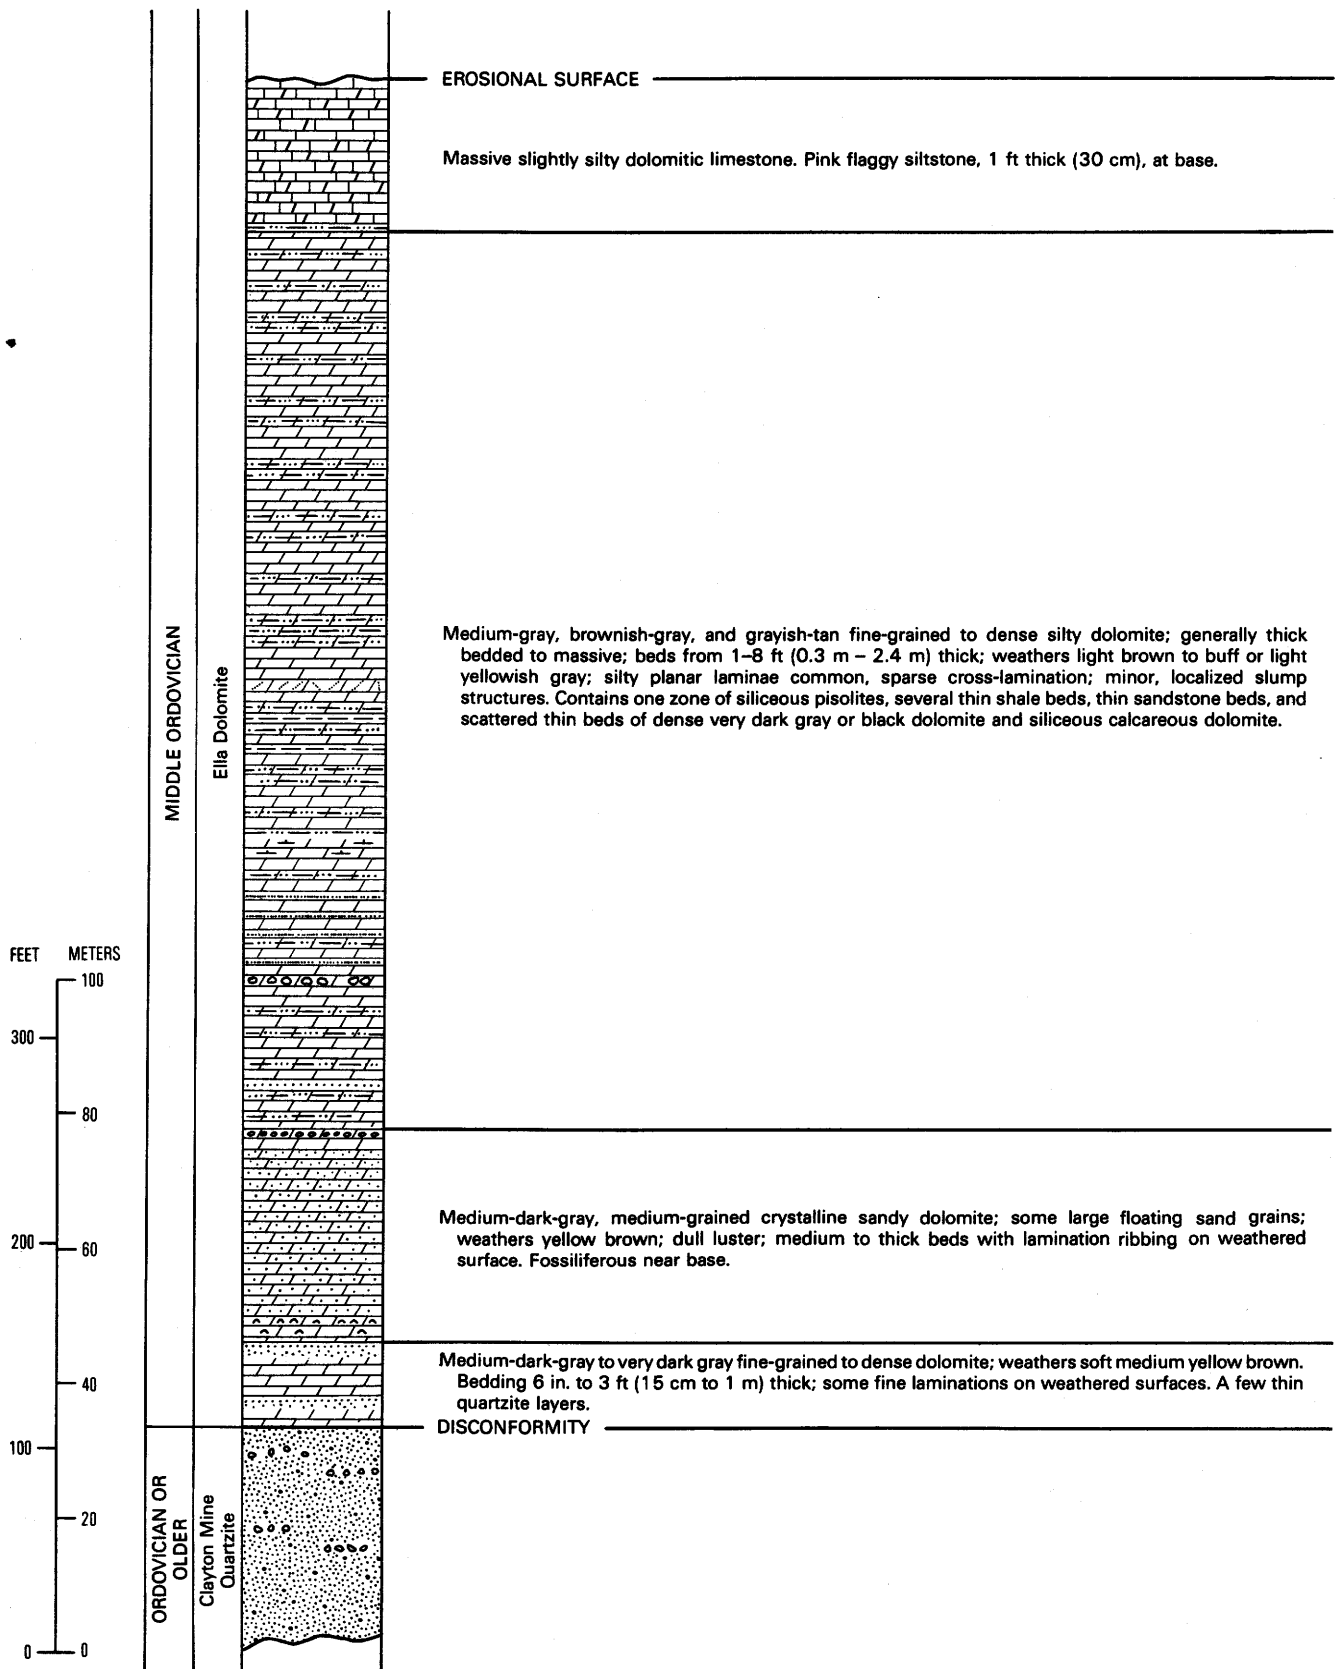 EROSIONAL SURFACE
Massive slightly silty dolomitic limestone. Pink flaggy siltstone, 1 ft thick (30 cm), at base.
MIDDLE ORDOVICIAN
Ella Dolomite
Medium-gray, brownish-gray, and grayish-tan fine-grained to dense silty dolomite; generally thick
bedded to massive; beds from 1–8 ft (0.3 m – 2.4 m) thick; weathers light brown to buff or light
yellowish gray; silty planar laminae common, sparse cross-lamination; minor, localized slump
structures. Contains one zone of siliceous pisolites, several thin shale beds, thin sandstone beds, and
scattered thin beds of dense very dark gray or black dolomite and siliceous calcareous dolomite.
FEET METERS
100
300
80
200
60
40
100
20
0 0
Medium-dark-gray, medium-grained crystalline sandy dolomite; some large floating sand grains;
weathers yellow brown; dull luster; medium to thick beds with lamination ribbing on weathered
surface. Fossiliferous near base.
Medium-dark-gray to very dark gray fine-grained to dense dolomite; weathers soft medium yellow brown.
Bedding 6 in. to 3 ft (15 cm to 1 m) thick; some fine laminations on weathered surfaces. A few thin
quartzite layers.
DISCONFORMITY
ORDOVICIAN OR
OLDER
Clayton Mine
Quartzite